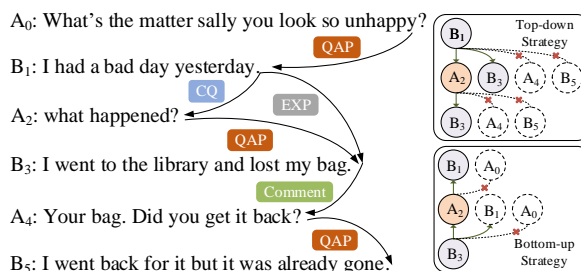 A0: What's the matter sally you look so unhappy?
QAP
B1: I had a bad day yesterday.
CQ
EXP
A2: what happened?
QAP
B3: I went to the library and lost my bag.
Comment
A4: Your bag. Did you get it back?
QAP
B5: I went back for it but it was already gone.
Top-down
Strategy
B1
A2 B3 A4 B5
B3 A4 B5
B1 A0
A2 B1 A0
B3
Bottom-up
Strategy